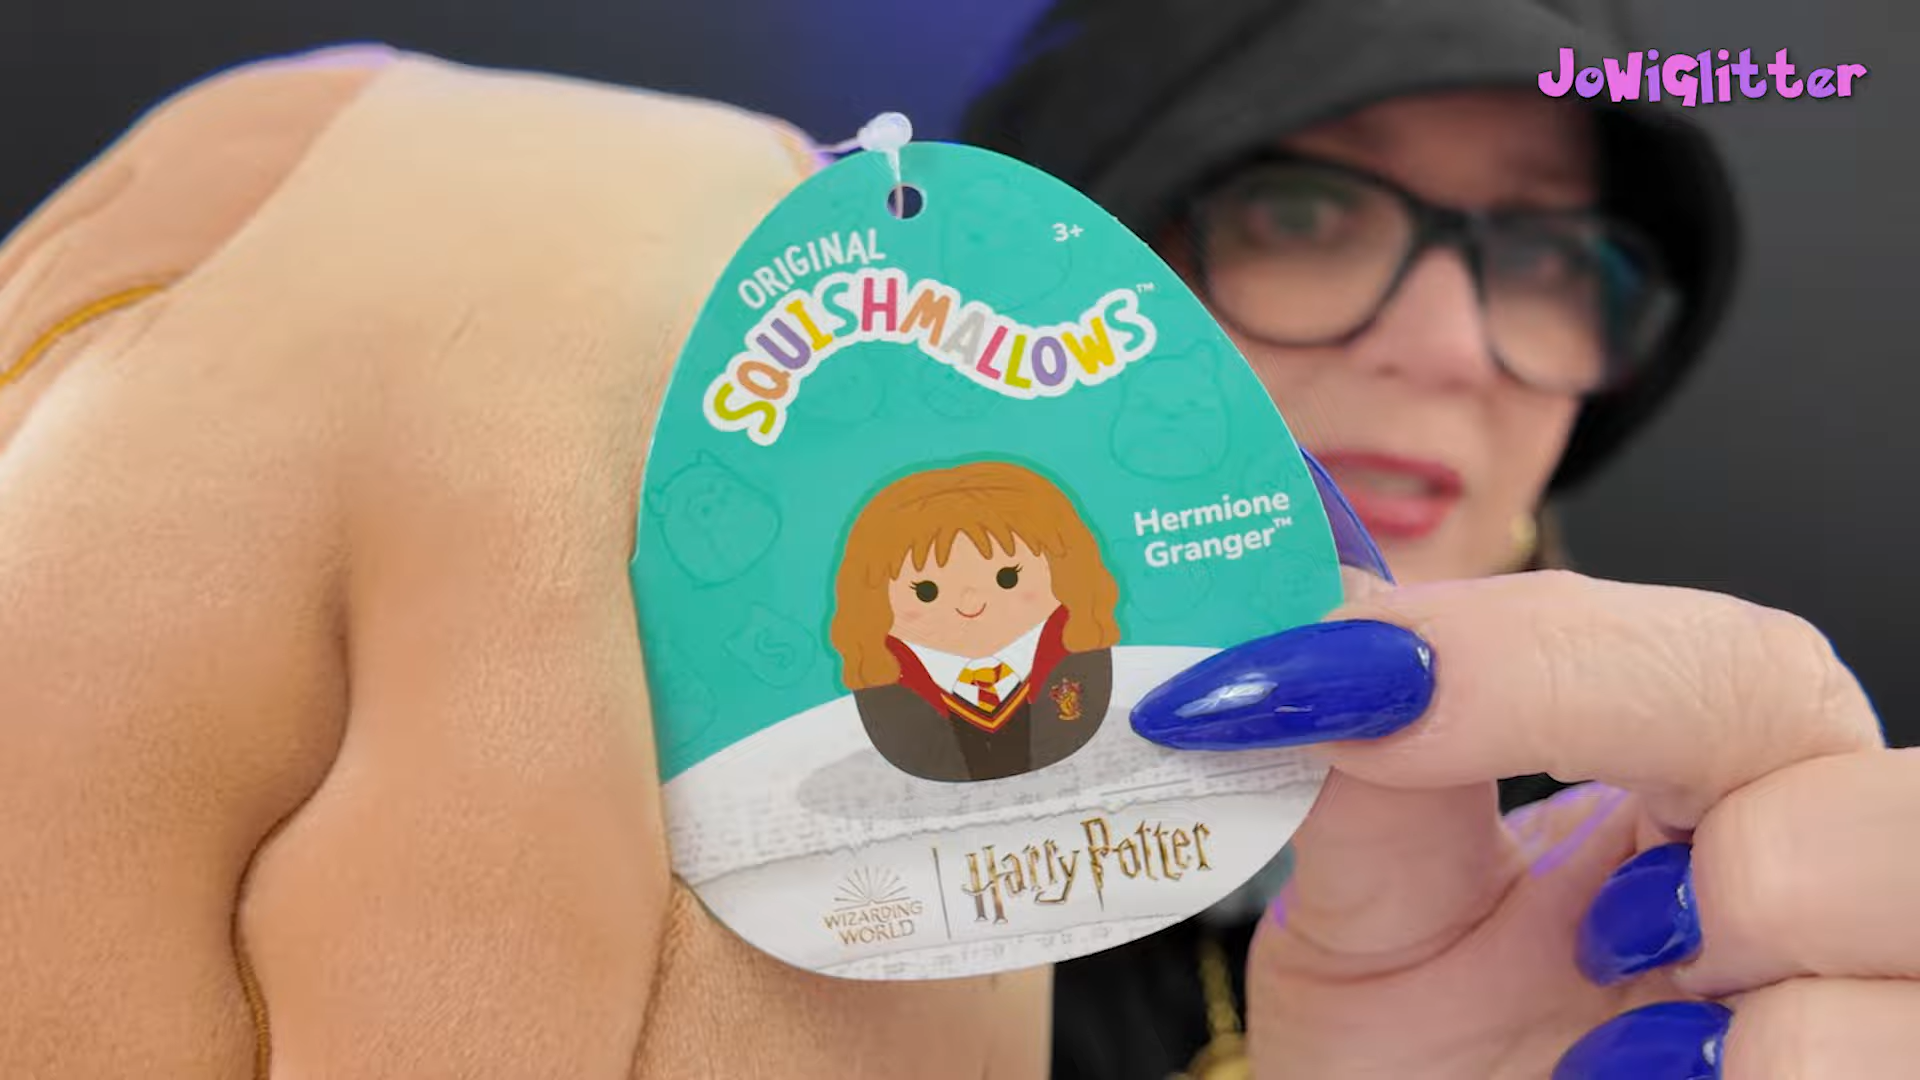 JoWiGlitter
ORIGINAL
3+
SQUISHMALLOWS™
Hermione
Granger™
WIZARDING
WORLD
Harry Potter